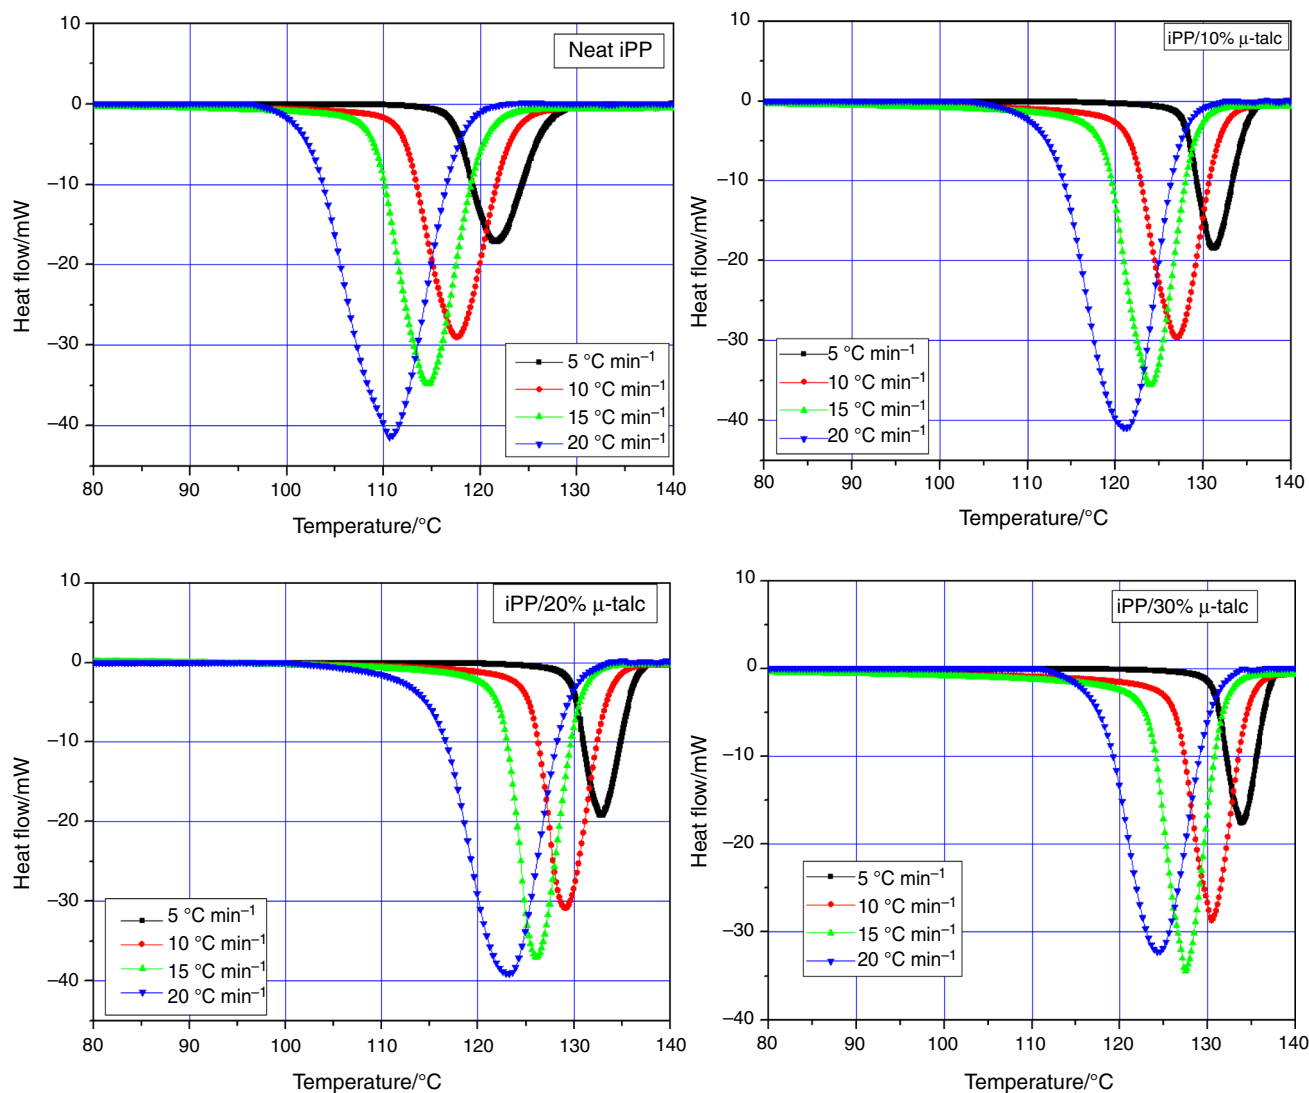 10
0
–10
–20
–30
–40
80 90 100 110 120 130 140
Heat flow/mW
Temperature/°C
Neat iPP
5 °C min⁻¹
10 °C min⁻¹
15 °C min⁻¹
20 °C min⁻¹
10
0
–10
–20
–30
–40
80 90 100 110 120 130 140
Heat flow/mW
Temperature/°C
iPP/10% μ-talc
5 °C min⁻¹
10 °C min⁻¹
15 °C min⁻¹
20 °C min⁻¹
10
0
–10
–20
–30
–40
80 90 100 110 120 130 140
Heat flow/mW
Temperature/°C
iPP/20% μ-talc
5 °C min⁻¹
10 °C min⁻¹
15 °C min⁻¹
20 °C min⁻¹
10
0
–10
–20
–30
–40
80 90 100 110 120 130 140
Heat flow/mW
Temperature/°C
iPP/30% μ-talc
5 °C min⁻¹
10 °C min⁻¹
15 °C min⁻¹
20 °C min⁻¹